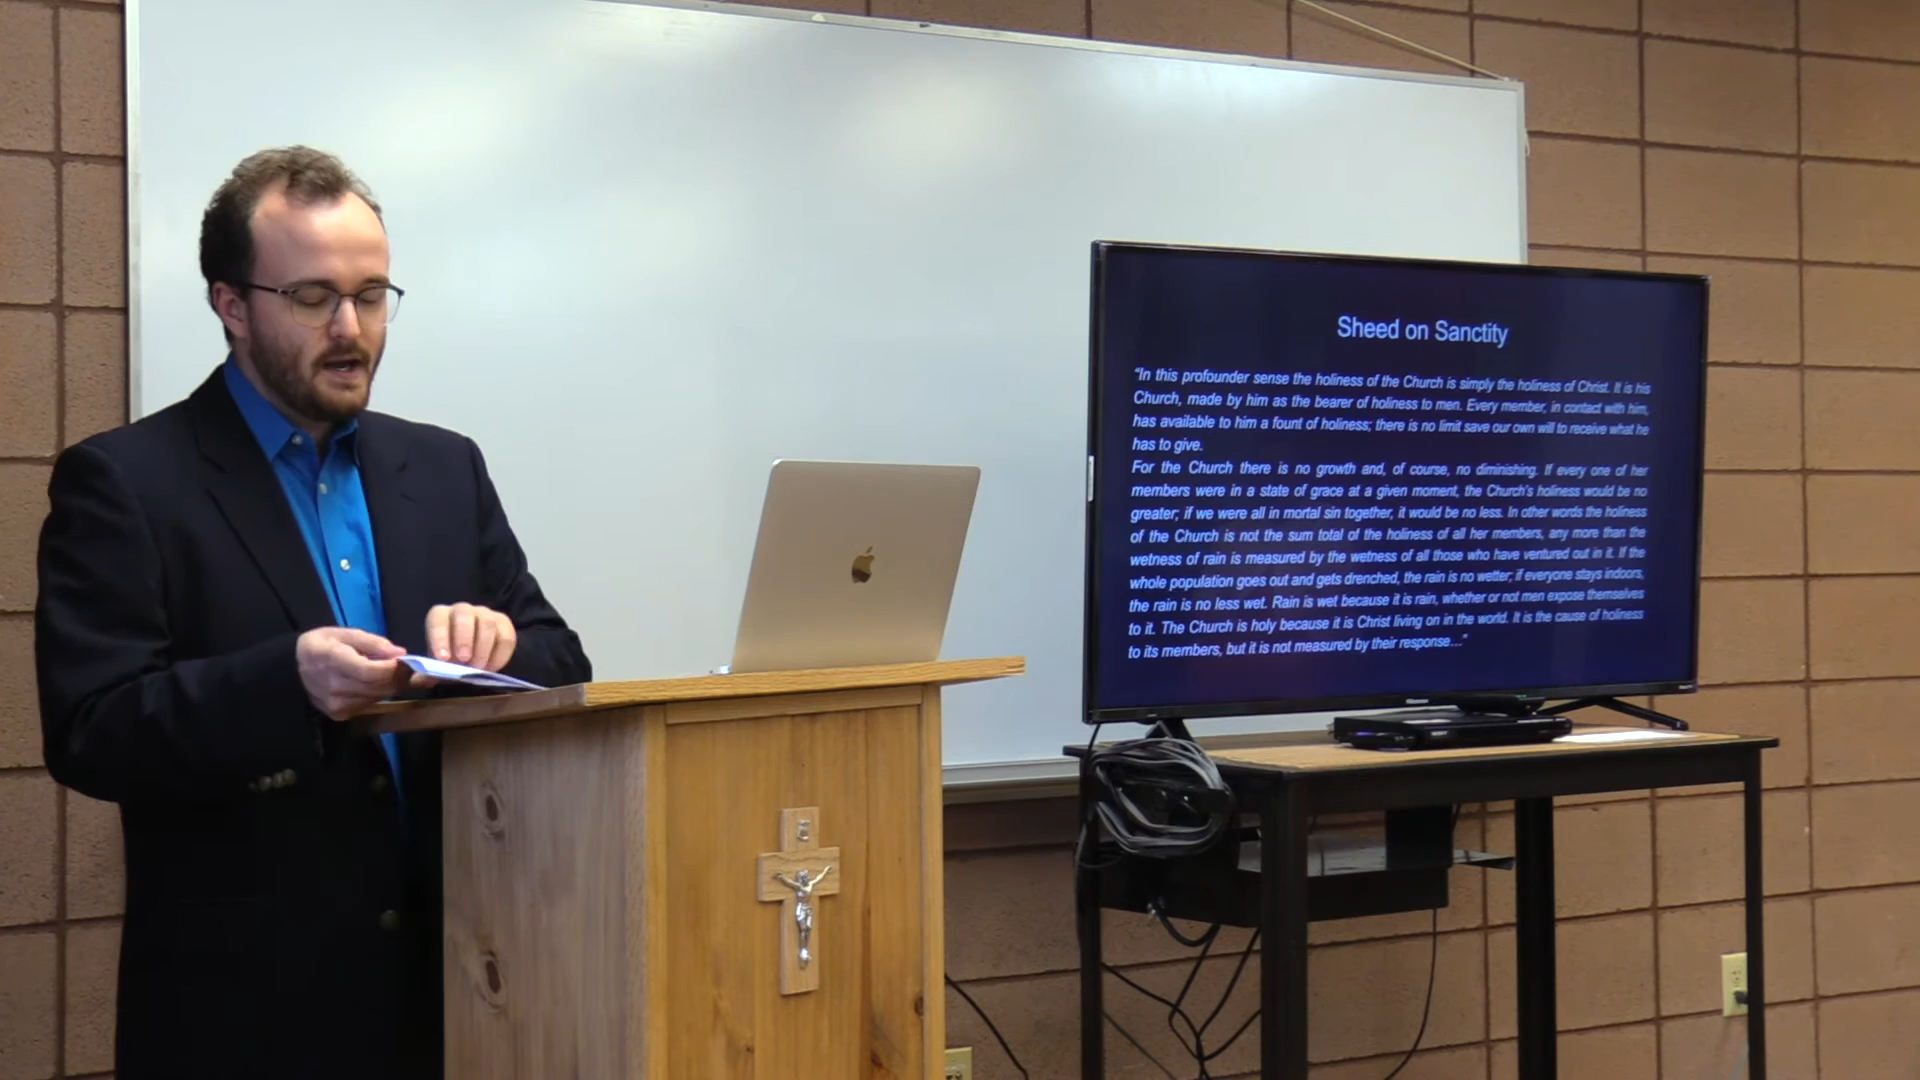 Sheed on Sanctity
“In this profounder sense the holiness of the Church is simply the holiness of Christ. It is his
Church, made by him as the bearer of holiness to men. Every member, in contact with him,
has available to him a fount of holiness; there is no limit save our own will to receive what he
has to give.
For the Church there is no growth and, of course, no diminishing. If every one of her
members were in a state of grace at a given moment, the Church's holiness would be no
greater; if we were all in mortal sin together, it would be no less. In other words the holiness
of the Church is not the sum total of the holiness of all her members, any more than the
wetness of rain is measured by the wetness of all those who have ventured out in it. If the
whole population goes out and gets drenched, the rain is no wetter; if everyone stays indoors,
the rain is no less wet. Rain is wet because it is rain, whether or not men expose themselves
to it. The Church is holy because it is Christ living on in the world. It is the cause of holiness
to its members, but it is not measured by their response…”